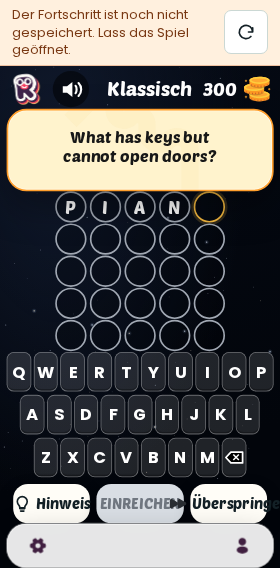 Der Fortschritt ist noch nicht
gespeichert. Lass das Spiel
geöffnet.
Klassisch 300
What has keys but
cannot open doors?
P I A N
Q W E R T Y U I O P
A S D F G H J K L
Z X C V B N M
Hinweis EINREICHE Überspringe